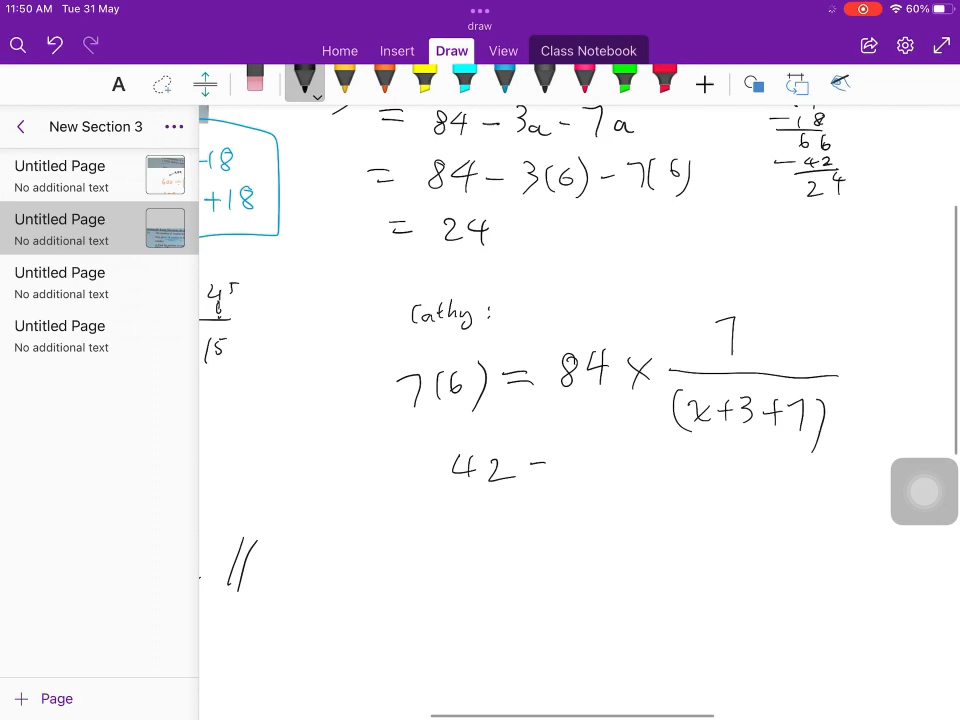 11:50 AM Tue 31 May
60%
draw
Home Insert Draw View Class Notebook
A
New Section 3
Untitled Page
No additional text
Untitled Page
No additional text
Untitled Page
No additional text
Untitled Page
No additional text
+ Page
-18
+18
45
15
//
= 84 - 3a - 7a
= 84 - 3(6) - 7(6)
= 24
-18
66
-42
24
Cathy :
7(6) = 84 × 7/(x+3+7)
42 -